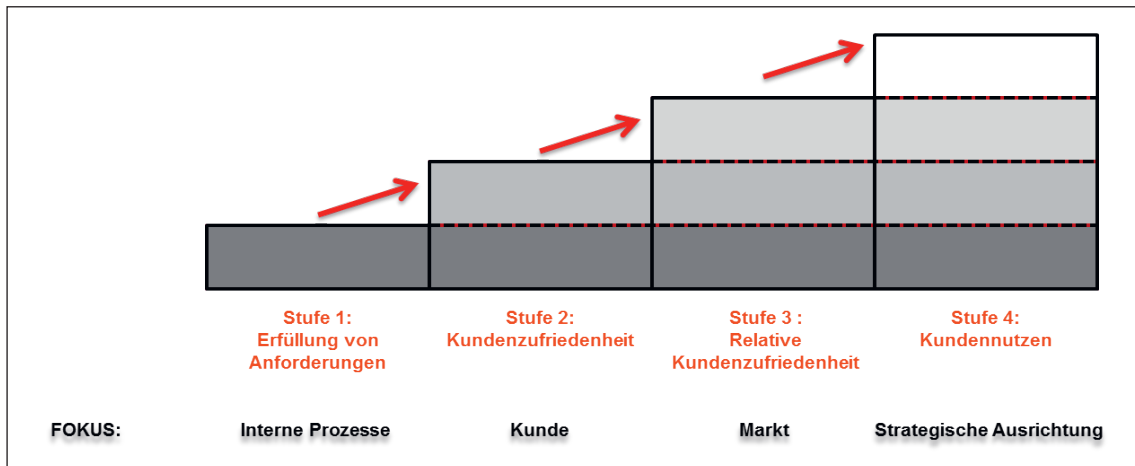 Stufe 1:
Erfüllung von
Anforderungen
Stufe 2:
Kundenzufriedenheit
Stufe 3 :
Relative
Kundenzufriedenheit
Stufe 4:
Kundennutzen
FOKUS:
Interne Prozesse
Kunde
Markt
Strategische Ausrichtung